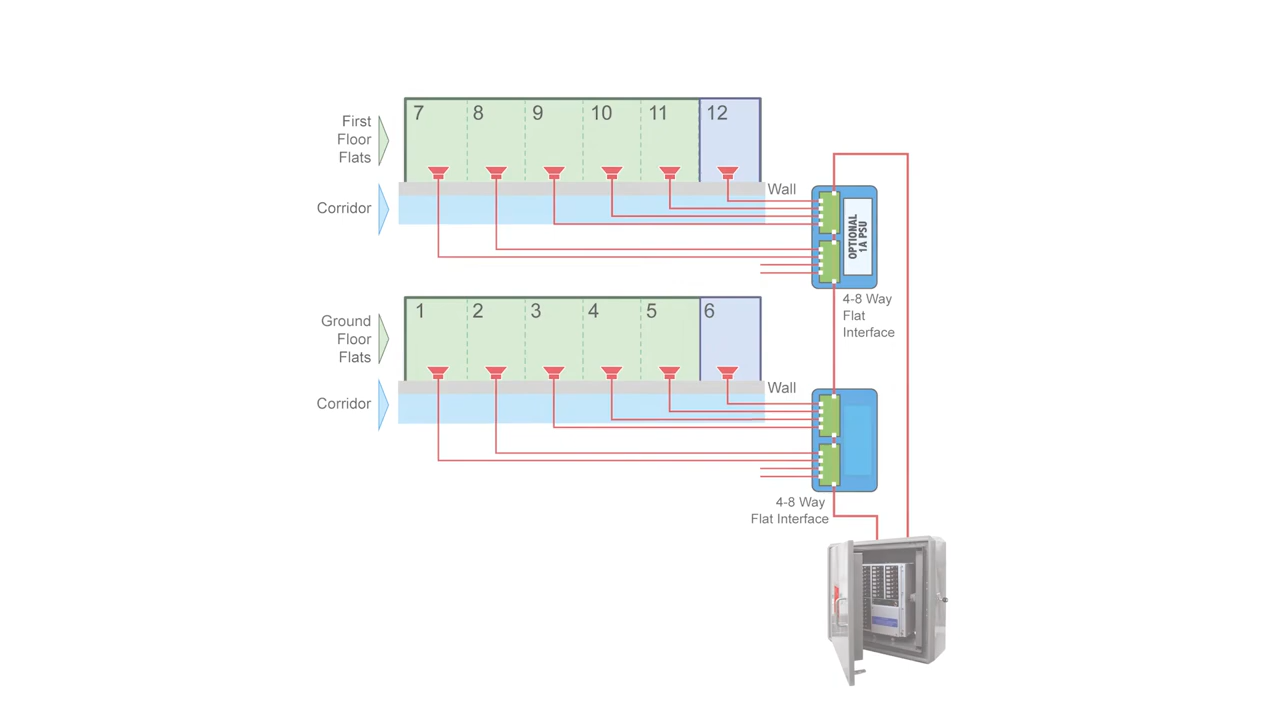 7 8 9 10 11 12
First
Floor
Flats
Wall
Corridor
OPTIONAL
1A PSU
4-8 Way
Flat
Interface
1 2 3 4 5 6
Ground
Floor
Flats
Wall
Corridor
4-8 Way
Flat Interface